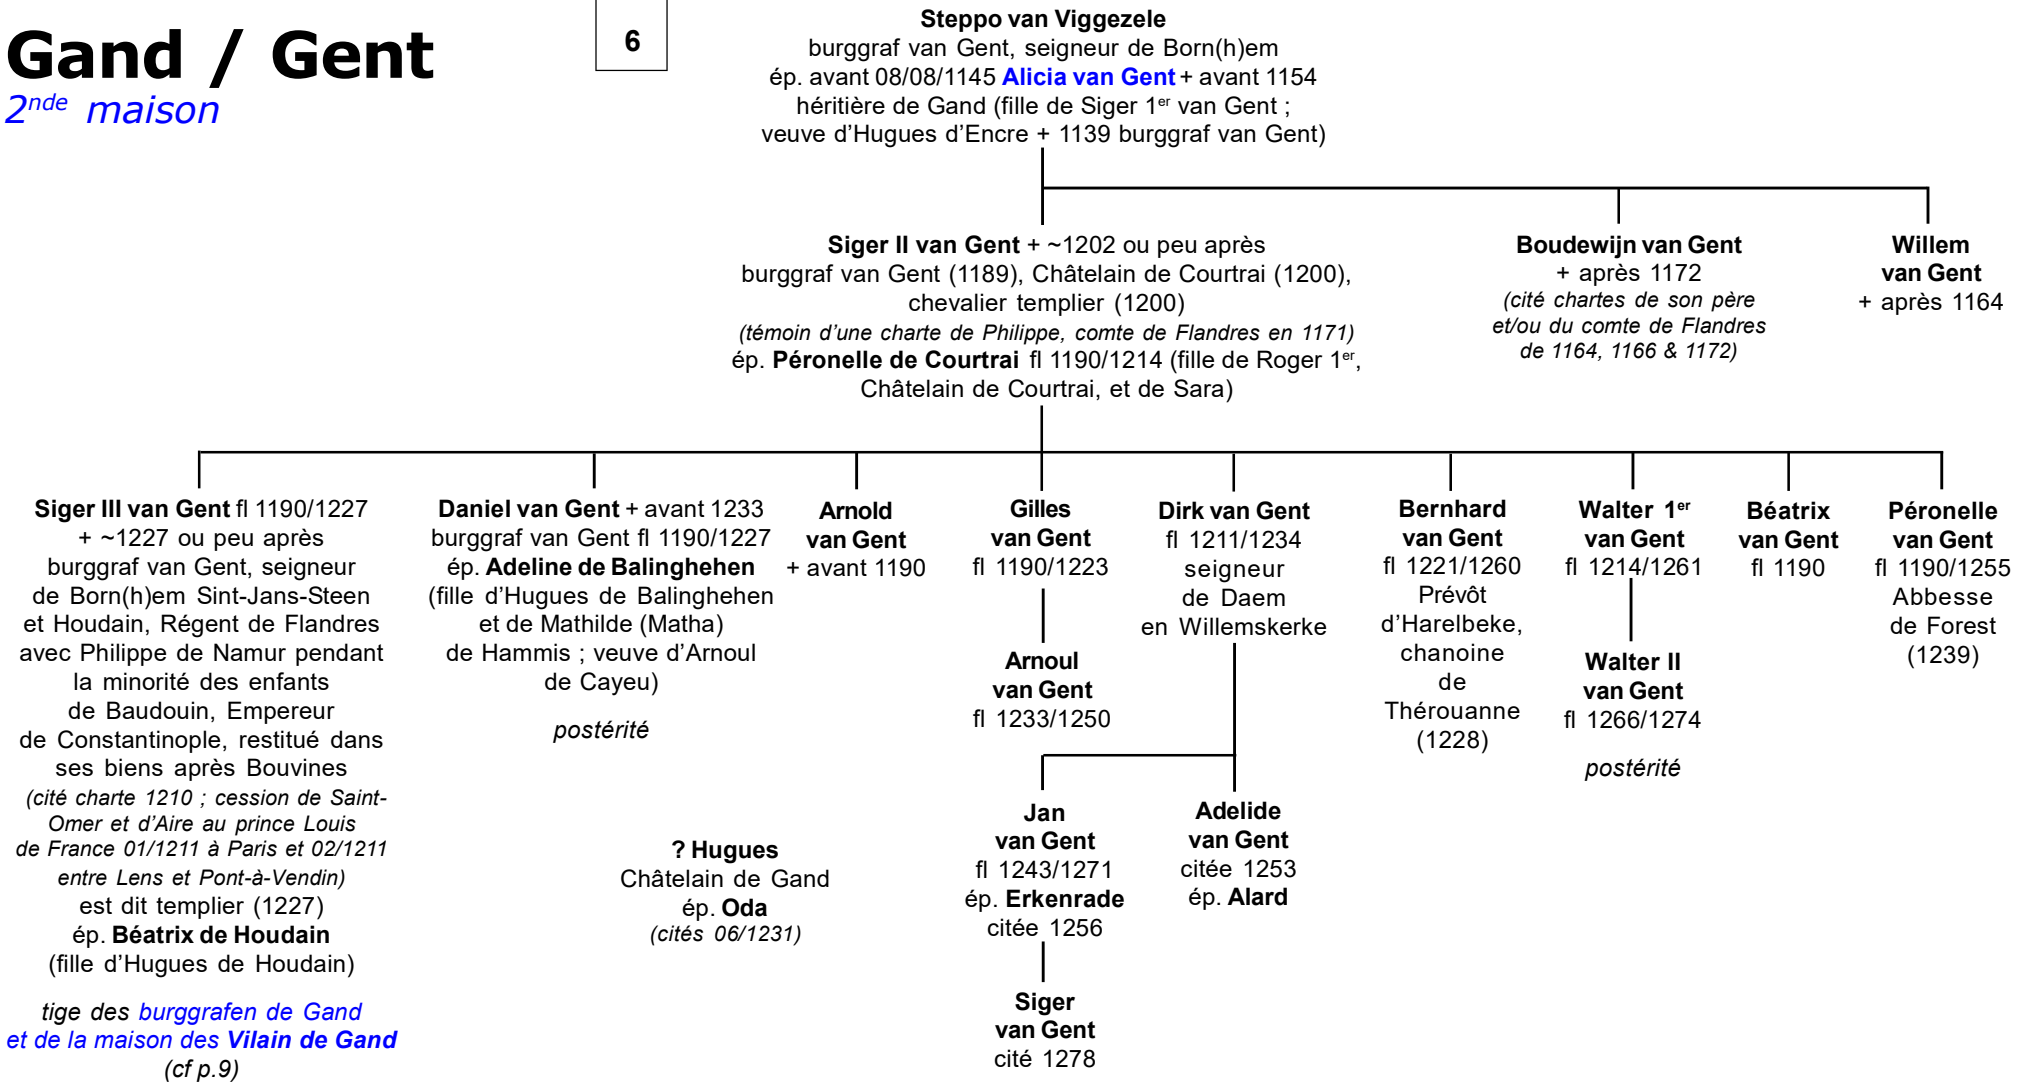 Gand / Gent
2nde maison
6
Steppo van Viggezele
burggraf van Gent, seigneur de Born(h)em
ép. avant 08/08/1145 Alicia van Gent + avant 1154
héritière de Gand (fille de Siger 1er van Gent ;
veuve d'Hugues d'Encre + 1139 burggraf van Gent)
Siger II van Gent + ~1202 ou peu après
burggraf van Gent (1189), Châtelain de Courtrai (1200),
chevalier templier (1200)
(témoin d'une charte de Philippe, comte de Flandres en 1171)
ép. Péronelle de Courtrai fl 1190/1214 (fille de Roger 1er,
Châtelain de Courtrai, et de Sara)
Boudewijn van Gent
+ après 1172
(cité chartes de son père
et/ou du comte de Flandres
de 1164, 1166 & 1172)
Willem
van Gent
+ après 1164
Siger III van Gent fl 1190/1227
+ ~1227 ou peu après
burggraf van Gent, seigneur
de Born(h)em Sint-Jans-Steen
et Houdain, Régent de Flandres
avec Philippe de Namur pendant
la minorité des enfants
de Baudouin, Empereur
de Constantinople, restitué dans
ses biens après Bouvines
(cité charte 1210 ; cession de Saint-
Omer et d'Aire au prince Louis
de France 01/1211 à Paris et 02/1211
entre Lens et Pont-à-Vendin)
est dit templier (1227)
ép. Béatrix de Houdain
(fille d'Hugues de Houdain)
tige des burggrafen de Gand
et de la maison des Vilain de Gand
(cf p.9)
Daniel van Gent + avant 1233
burggraf van Gent fl 1190/1227
ép. Adeline de Balinghehen
(fille d'Hugues de Balinghehen
et de Mathilde (Matha)
de Hammis ; veuve d'Arnoul
de Cayeu)
postérité
? Hugues
Châtelain de Gand
ép. Oda
(cités 06/1231)
Arnold
van Gent
+ avant 1190
Gilles
van Gent
fl 1190/1223
Arnoul
van Gent
fl 1233/1250
Dirk van Gent
fl 1211/1234
seigneur
de Daem
en Willemskerke
Jan
van Gent
fl 1243/1271
ép. Erkenrade
citée 1256
Siger
van Gent
cité 1278
Adelide
van Gent
citée 1253
ép. Alard
Bernhard
van Gent
fl 1221/1260
Prévôt
d'Harelbeke,
chanoine
de
Thérouanne
(1228)
Walter 1er
van Gent
fl 1214/1261
Walter II
van Gent
fl 1266/1274
postérité
Béatrix
van Gent
fl 1190
Péronelle
van Gent
fl 1190/1255
Abbesse
de Forest
(1239)